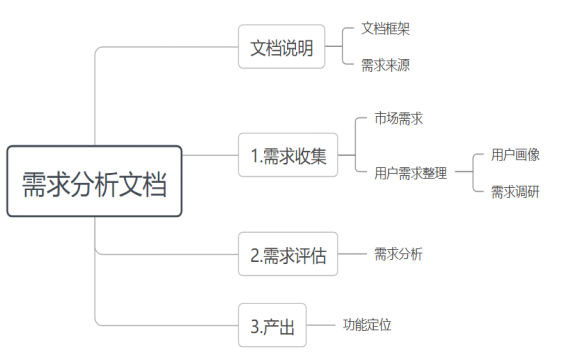 需求分析文档
文档说明
文档框架
需求来源
1.需求收集
市场需求
用户需求整理
用户画像
需求调研
2.需求评估
需求分析
3.产出
功能定位